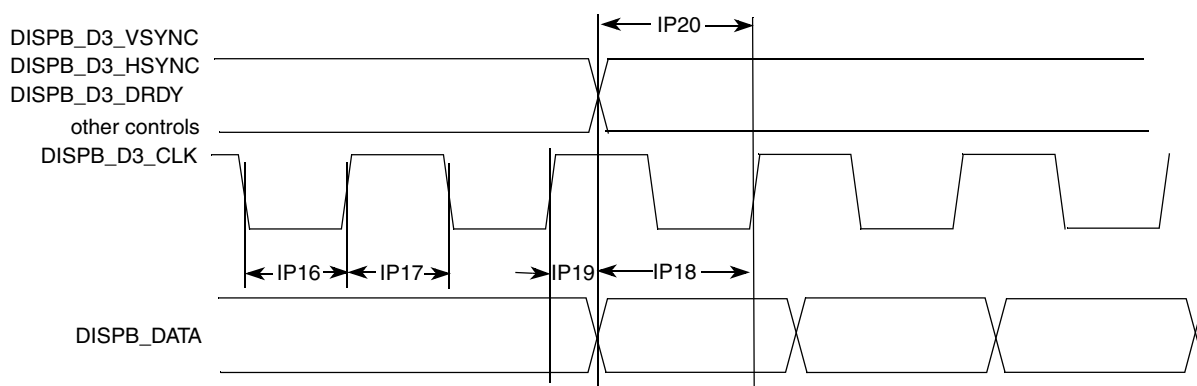 IP20
DISPB_D3_VSYNC
DISPB_D3_HSYNC
DISPB_D3_DRDY
other controls
DISPB_D3_CLK
IP16
IP17
IP19
IP18
DISPB_DATA